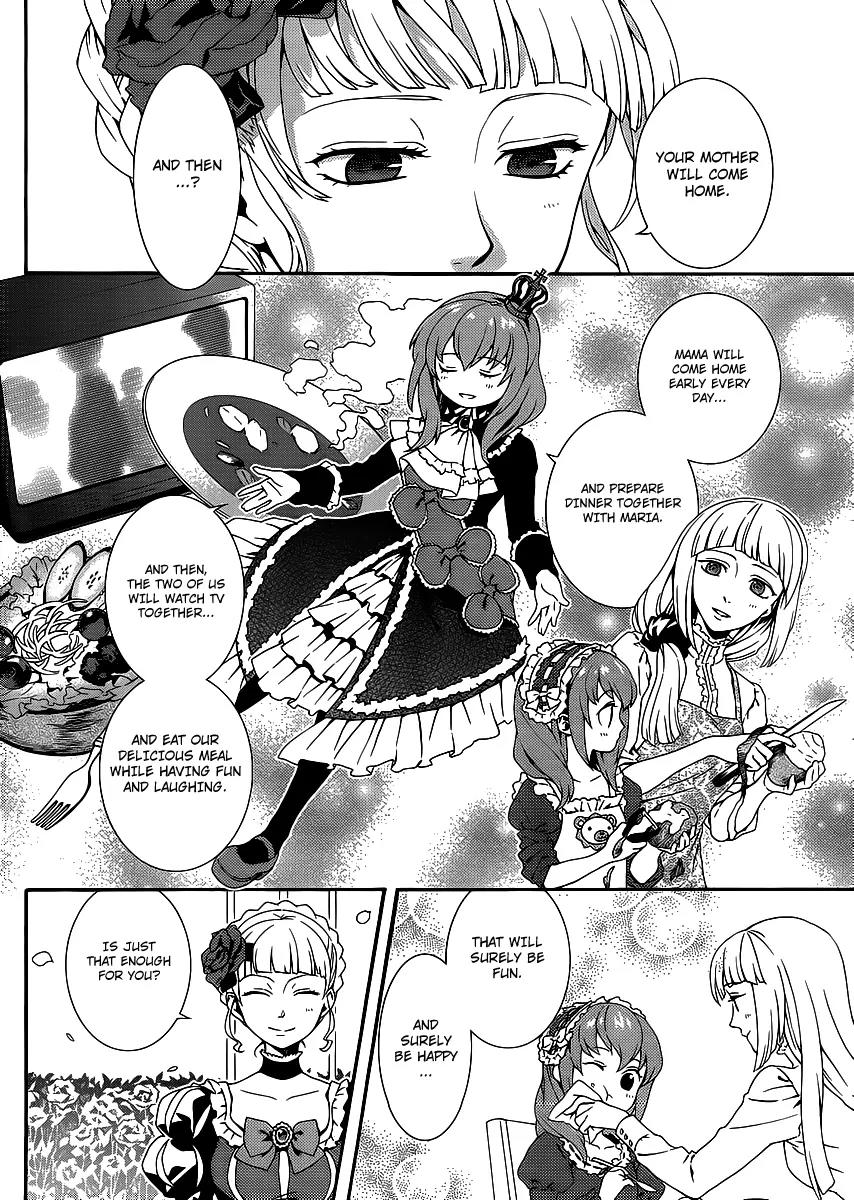 YOUR MOTHER
WILL COME
HOME.
AND THEN
...?
MAMA WILL
COME HOME
EARLY EVERY
DAY...
AND PREPARE
DINNER TOGETHER
WITH MARIA.
AND THEN,
THE TWO OF US
WILL WATCH TV
TOGETHER...
AND EAT OUR
DELICIOUS MEAL
WHILE HAVING FUN
AND LAUGHING.
THAT WILL
SURELY BE
FUN.
AND
SURELY
BE HAPPY
...
IS JUST
THAT ENOUGH
FOR YOU?